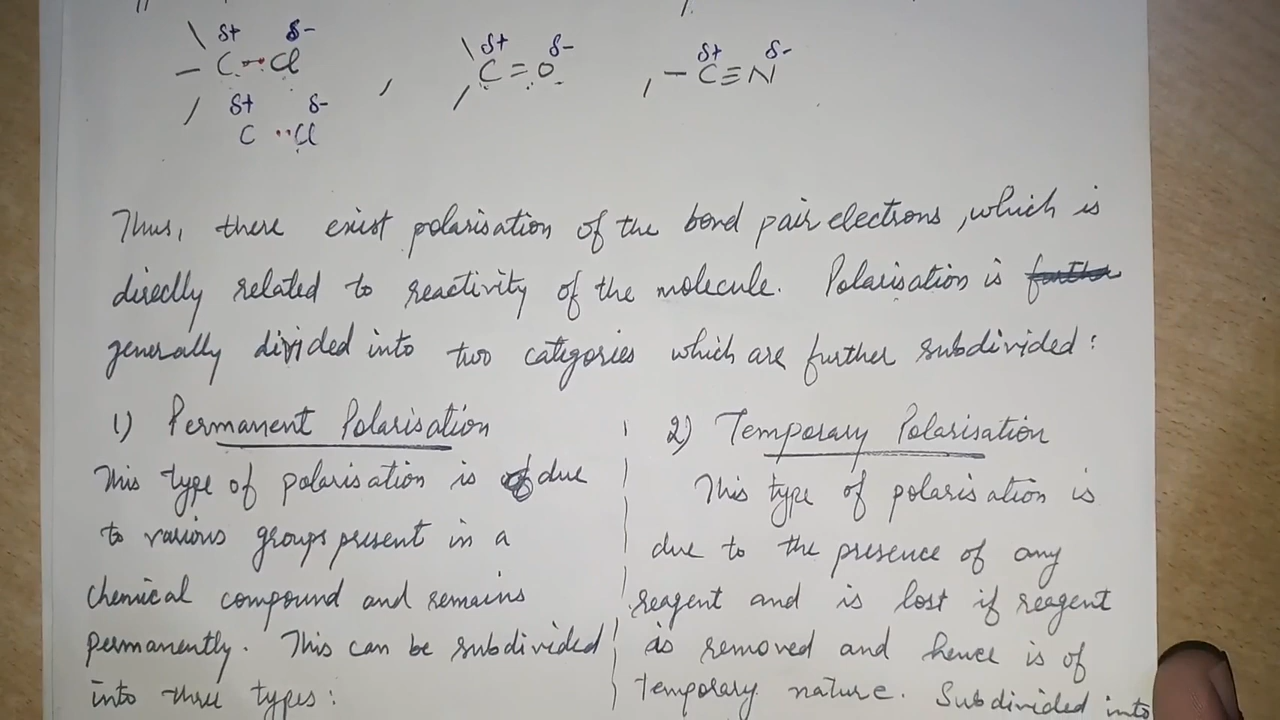 δ+ δ-
C - Cl , C = O , - C ≡ N
δ+ δ-
C .. Cl
Thus, there exist polarisation of the bond pair electrons, which is
directly related to reactivity of the molecule. Polarisation is
generally divided into two categories which are further subdivided:
1) Permanent Polarisation
This type of polarisation is due
to various groups present in a
chemical compound and remains
permanently. This can be subdivided
into three types:
2) Temporary Polarisation
This type of polarisation is
due to the presence of any
reagent and is lost if reagent
is removed and hence is of
temporary nature. Subdivided into